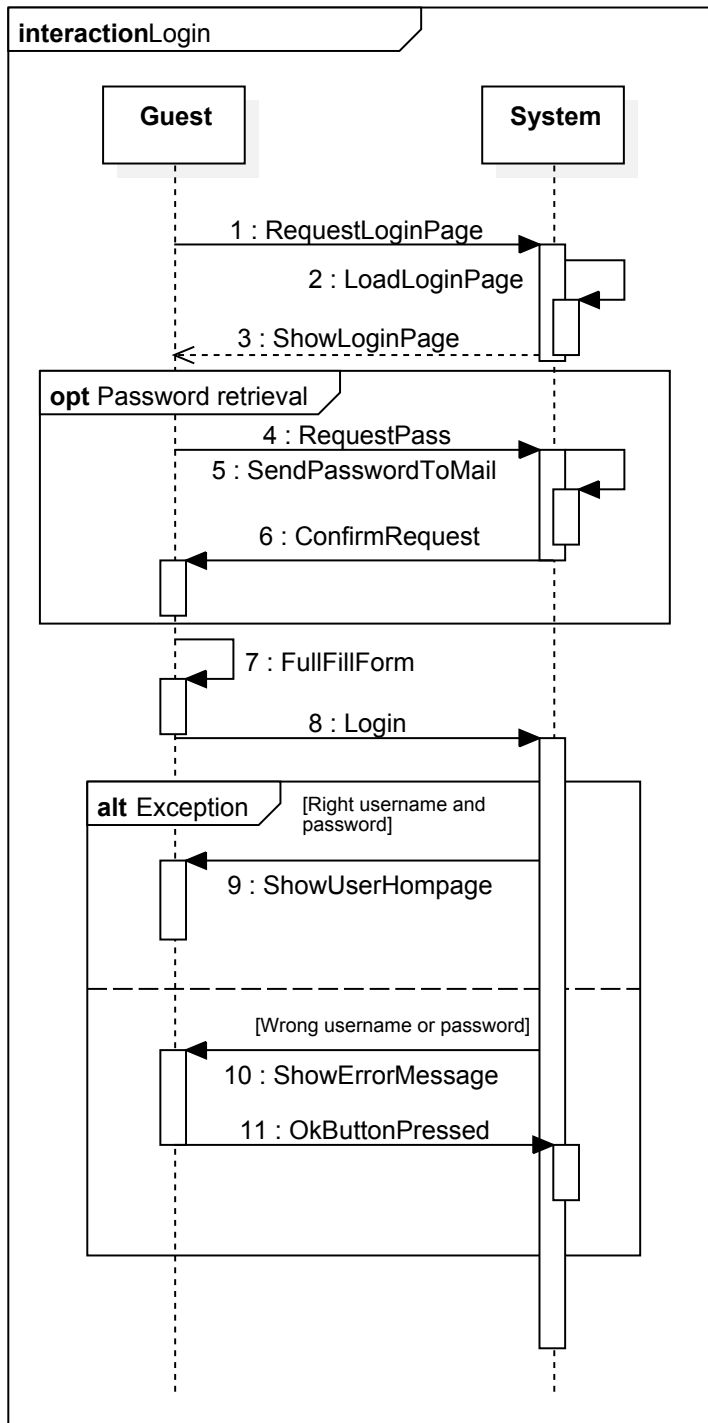 interactionLogin
Guest
System
1 : RequestLoginPage
2 : LoadLoginPage
3 : ShowLoginPage
opt Password retrieval
4 : RequestPass
5 : SendPasswordToMail
6 : ConfirmRequest
7 : FullFillForm
8 : Login
alt Exception
[Right username and
password]
9 : ShowUserHompage
[Wrong username or password]
10 : ShowErrorMessage
11 : OkButtonPressed